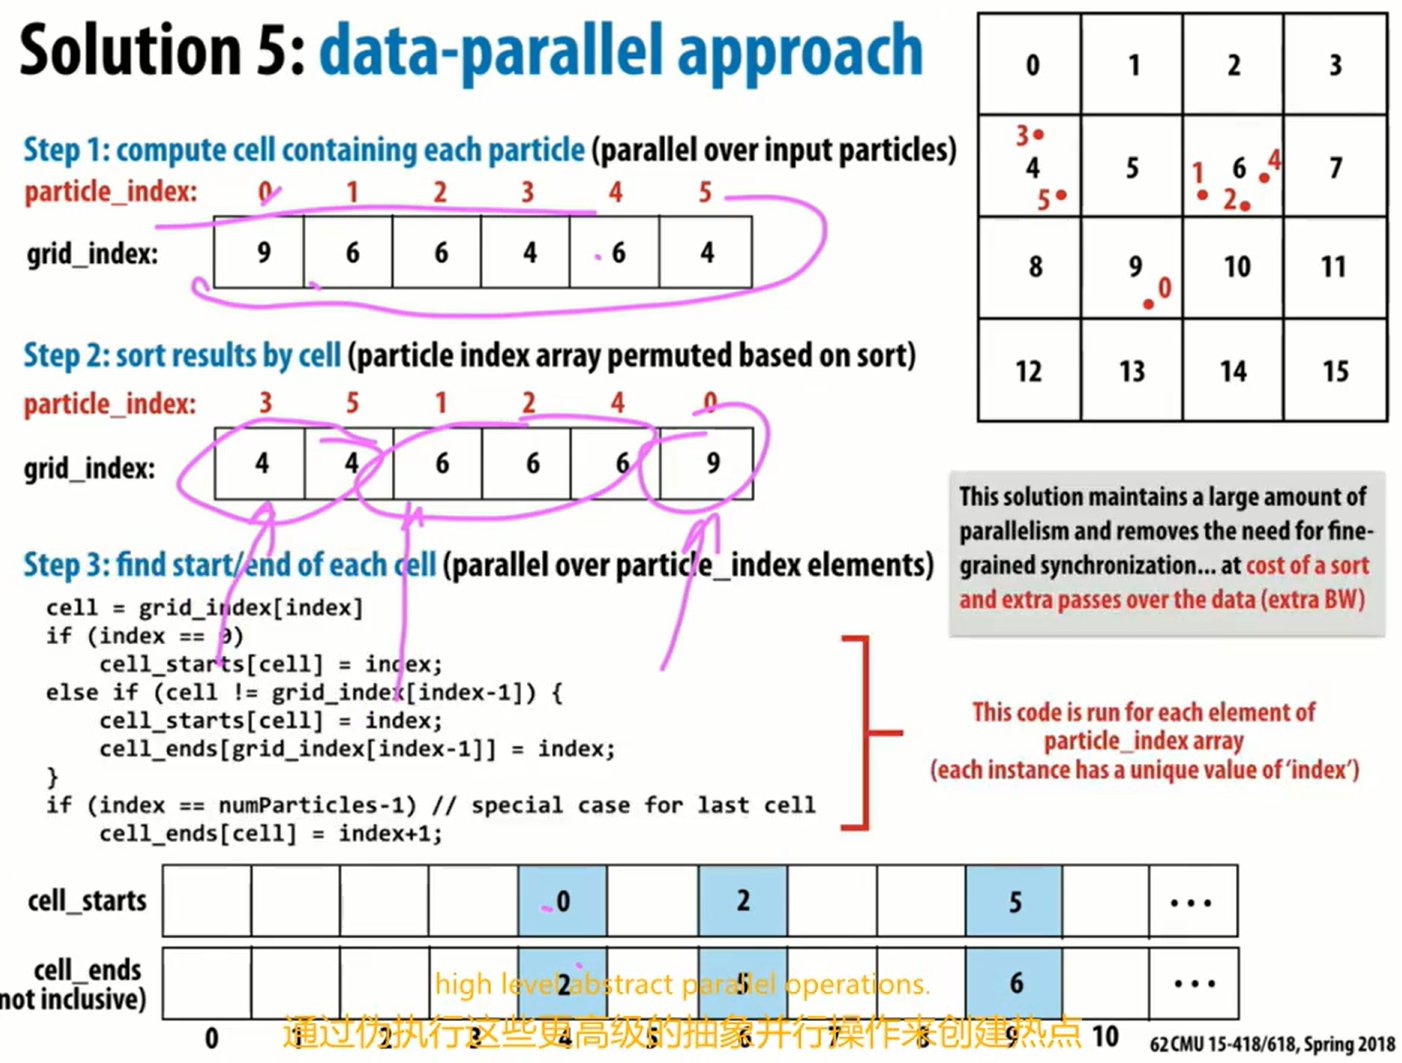 Solution 5: data-parallel approach
Step 1: compute cell containing each particle (parallel over input particles)
particle_index: 0 1 2 3 4 5
grid_index: 9 6 6 4 6 4
Step 2: sort results by cell (particle index array permuted based on sort)
particle_index: 3 5 1 2 4 0
grid_index: 4 4 6 6 6 9
Step 3: find start/end of each cell (parallel over particle_index elements)
cell = grid_index[index]
if (index == 0)
cell_starts[cell] = index;
else if (cell != grid_index[index-1]) {
cell_starts[cell] = index;
cell_ends[grid_index[index-1]] = index;
}
if (index == numParticles-1) // special case for last cell
cell_ends[cell] = index+1;
0 1 2 3
3
4 5 6 7
1 4
5 2
8 9 10 11
0
12 13 14 15
This solution maintains a large amount of
parallelism and removes the need for fine-
grained synchronization... at cost of a sort
and extra passes over the data (extra BW)
This code is run for each element of
particle_index array
(each instance has a unique value of 'index')
cell_starts 0 2 5 ...
cell_ends 2 5 6 ...
not inclusive)
high level abstract parallel operations.
通过伪执行这些更高级的抽象并行操作来创建热点
0 1 2 3 4 5 6 7 8 9 10
62 CMU 15-418/618, Spring 2018